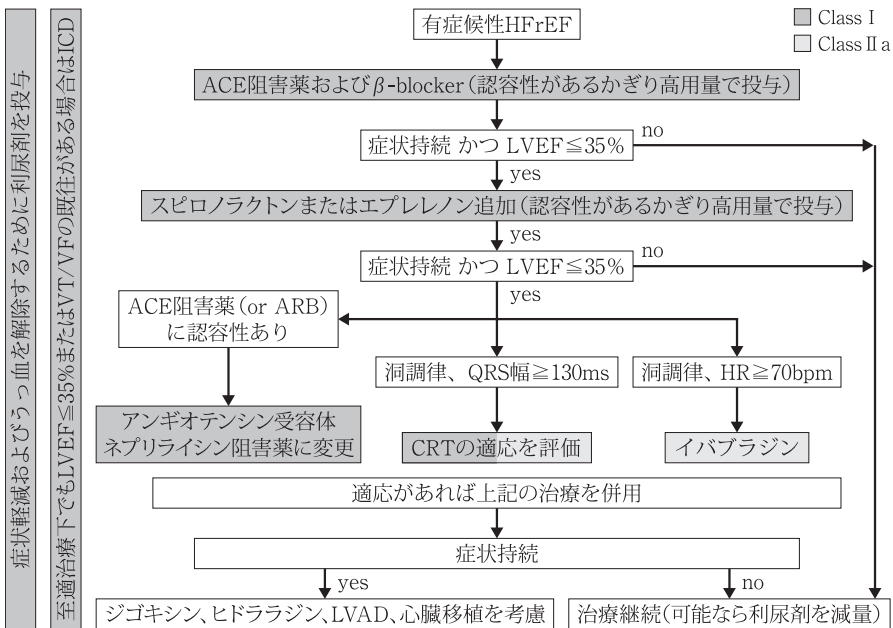 症状軽減およびうっ血を解除するために利尿剤を投与
至適治療下でもLVEF≦35%またはVT/VFの既往がある場合はICD
Class Ⅰ
Class Ⅱa
有症候性HFrEF
ACE阻害薬およびβ-blocker（認容性があるかぎり高用量で投与）
症状持続 かつ LVEF≦35%
no
yes
スピロノラクトンまたはエプレレノン追加（認容性があるかぎり高用量で投与）
yes
症状持続 かつ LVEF≦35%
no
yes
ACE阻害薬（or ARB）
に認容性あり
洞調律、QRS幅≧130ms
洞調律、HR≧70bpm
アンギオテンシン受容体
ネプリライシン阻害薬に変更
CRTの適応を評価
イバブラジン
適応があれば上記の治療を併用
症状持続
yes
no
ジゴキシン、ヒドララジン、LVAD、心臓移植を考慮
治療継続（可能なら利尿剤を減量）